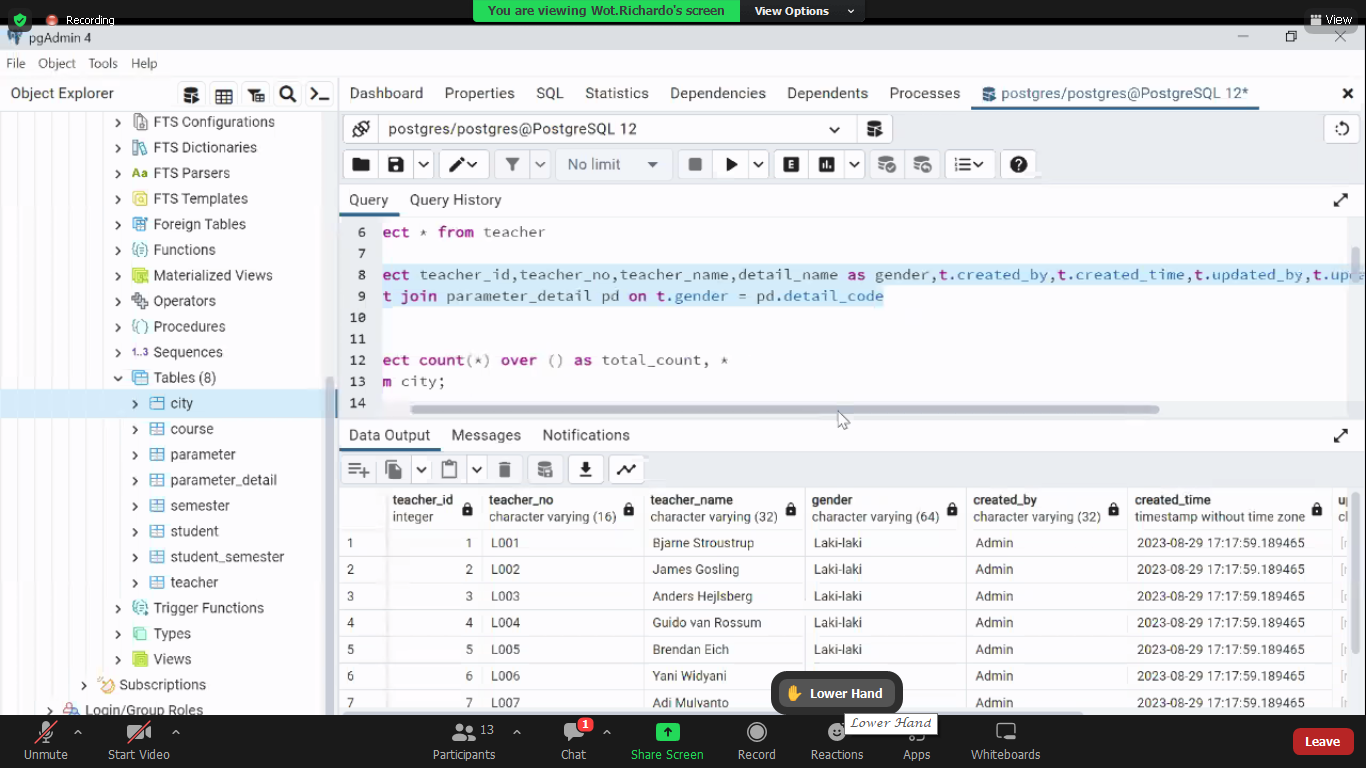 You are viewing Wot.Richardo's screen
View Options
Recording
View
pgAdmin 4
File Object Tools Help
Object Explorer
Dashboard Properties SQL Statistics Dependencies Dependents Processes postgres/postgres@PostgreSQL 12*
postgres/postgres@PostgreSQL 12
No limit
E
Query Query History
6 ect * from teacher
7
8 ect teacher_id,teacher_no,teacher_name,detail_name as gender,t.created_by,t.created_time,t.updated_by,t.upda
9 t join parameter_detail pd on t.gender = pd.detail_code
10
11
12 ect count(*) over () as total_count, *
13 m city;
14
FTS Configurations
FTS Dictionaries
Aa FTS Parsers
FTS Templates
Foreign Tables
Functions
Materialized Views
Operators
Procedures
1..3 Sequences
Tables (8)
city
course
parameter
parameter_detail
semester
student
student_semester
teacher
Trigger Functions
Types
Views
Subscriptions
Login/Group Roles
Data Output Messages Notifications
teacher_id teacher_no teacher_name gender created_by created_time
integer character varying (16) character varying (32) character varying (64) character varying (32) timestamp without time zone
1 1 L001 Bjarne Stroustrup Laki-laki Admin 2023-08-29 17:17:59.189465
2 2 L002 James Gosling Laki-laki Admin 2023-08-29 17:17:59.189465
3 3 L003 Anders Hejlsberg Laki-laki Admin 2023-08-29 17:17:59.189465
4 4 L004 Guido van Rossum Laki-laki Admin 2023-08-29 17:17:59.189465
5 5 L005 Brendan Eich Laki-laki Admin 2023-08-29 17:17:59.189465
6 6 L006 Yani Widyani Admin 2023-08-29 17:17:59.189465
7 7 L007 Adi Mulyanto Admin 2023-08-29 17:17:59.189465
Lower Hand
Lower Hand
Unmute
Start Video
13
Participants
1
Chat
Share Screen
Record
Reactions
Apps
Whiteboards
Leave